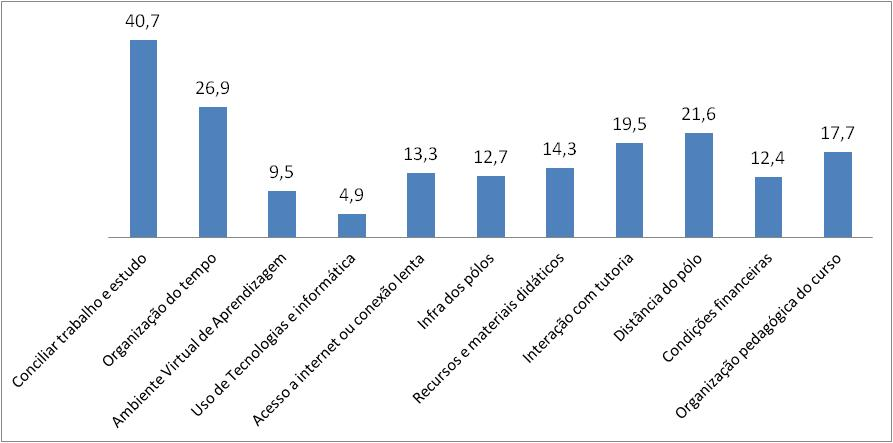 40,7
26,9
9,5
4,9
13,3
12,7
14,3
19,5
21,6
12,4
17,7
Conciliar trabalho e estudo
Organização do tempo
Ambiente Virtual de Aprendizagem
Uso de Tecnologias e informática
Acesso a internet ou conexão lenta
Infra dos pólos
Recursos e materiais didáticos
Interação com tutoria
Distância do pólo
Condições financeiras
Organização pedagógica do curso